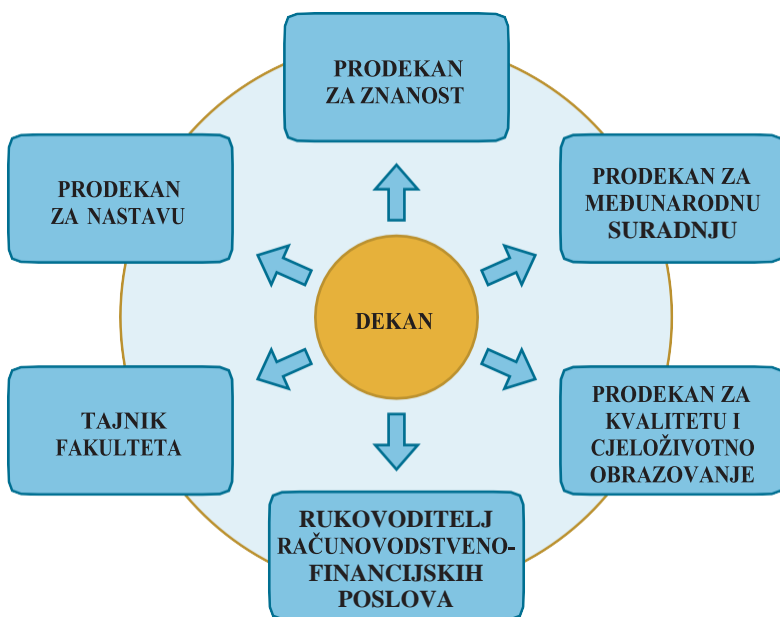 PRODEKAN
ZA ZNANOST
PRODEKAN
ZA NASTAVU
PRODEKAN ZA
MEĐUNARODNU
SURADNJU
DEKAN
TAJNIK
FAKULTETA
PRODEKAN ZA
KVALITETU I
CJELOŽIVOTNO
OBRAZOVANJE
RUKOVODITELJ
RAČUNOVODSTVENO-
FINANCIJSKIH
POSLOVA